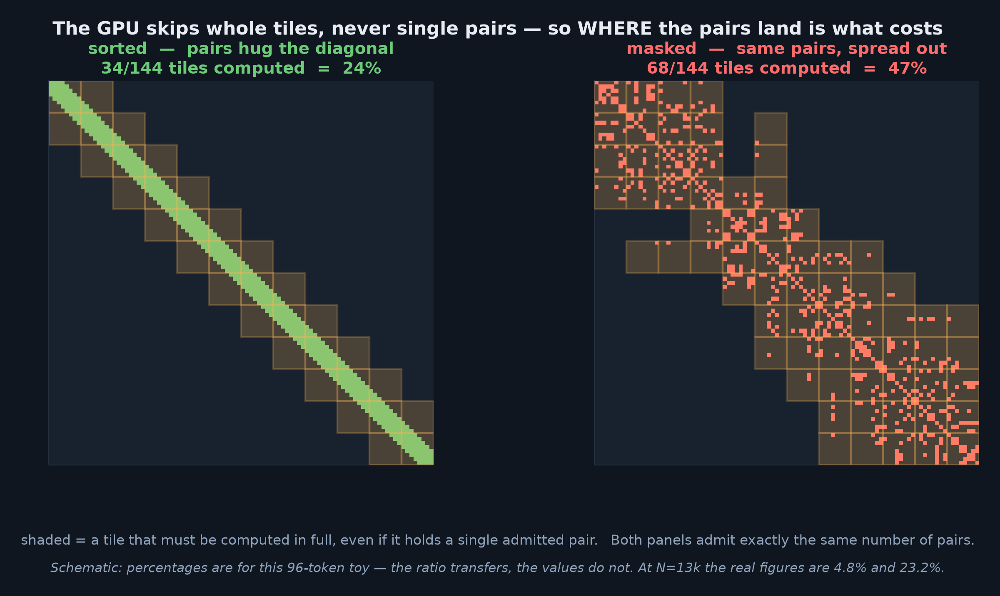 The GPU skips whole tiles, never single pairs — so WHERE the pairs land is what costs
sorted — pairs hug the diagonal
34/144 tiles computed = 24%
masked — same pairs, spread out
68/144 tiles computed = 47%
shaded = a tile that must be computed in full, even if it holds a single admitted pair. Both panels admit exactly the same number of pairs.
Schematic: percentages are for this 96-token toy — the ratio transfers, the values do not. At N=13k the real figures are 4.8% and 23.2%.